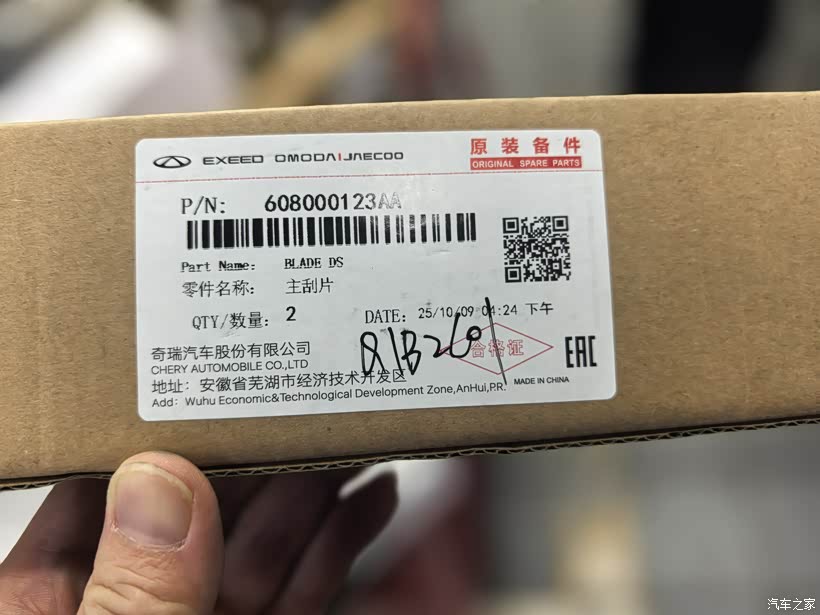 EXEED OMODA|JAECOO
原装备件
ORIGINAL SPARE PARTS
P/N: 608000123AA
Part Name: BLADE DS
零件名称: 主刮片
QTY/数量: 2
DATE: 25/10/09 04:24 下午
奇瑞汽车股份有限公司
CHERY AUTOMOBILE CO.,LTD
合格证
EAC
地址: 安徽省芜湖市经济技术开发区
MADE IN CHINA
Add: Wuhu Economic&Technological Development Zone,AnHui,P.R.
汽车之家